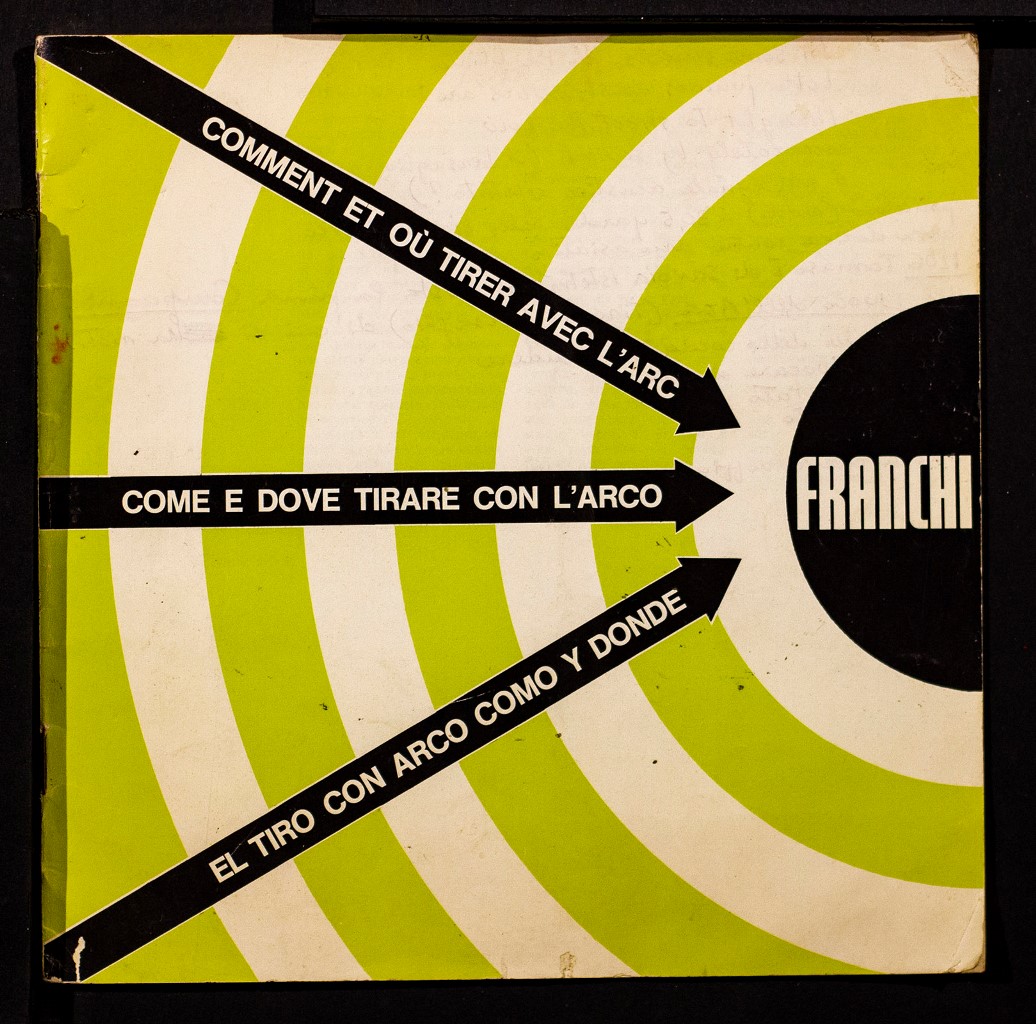 COMMENT ET OÙ TIRER AVEC L'ARC
COME E DOVE TIRARE CON L'ARCO
FRANCHI
EL TIRO CON ARCO COMO Y DONDE